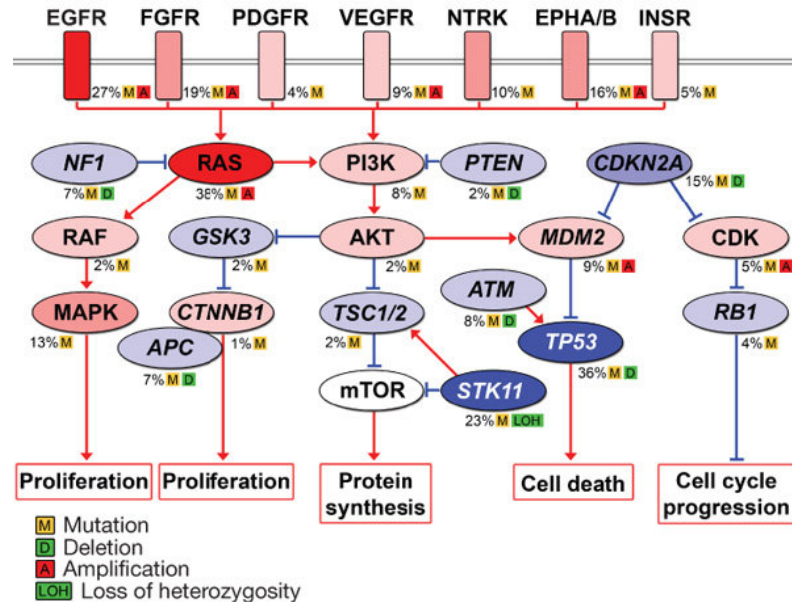 EGFR FGFR PDGFR VEGFR NTRK EPHA/B INSR
27% M A 19% M A 4% M 9% M A 10% M 16% M A 5% M
NF1 RAS PI3K PTEN CDKN2A
7% M D 38% M A 8% M 2% M D 15% M D
RAF GSK3 AKT MDM2 CDK
2% M 2% M 2% M 9% M A 5% M A
MAPK CTNNB1 TSC1/2 ATM RB1
13% M 1% M 2% M 8% M D 4% M
APC TP53
7% M D 36% M D
mTOR STK11
23% M LOH
Proliferation Proliferation Protein Cell death Cell cycle
synthesis progression
M Mutation
D Deletion
A Amplification
LOH Loss of heterozygosity